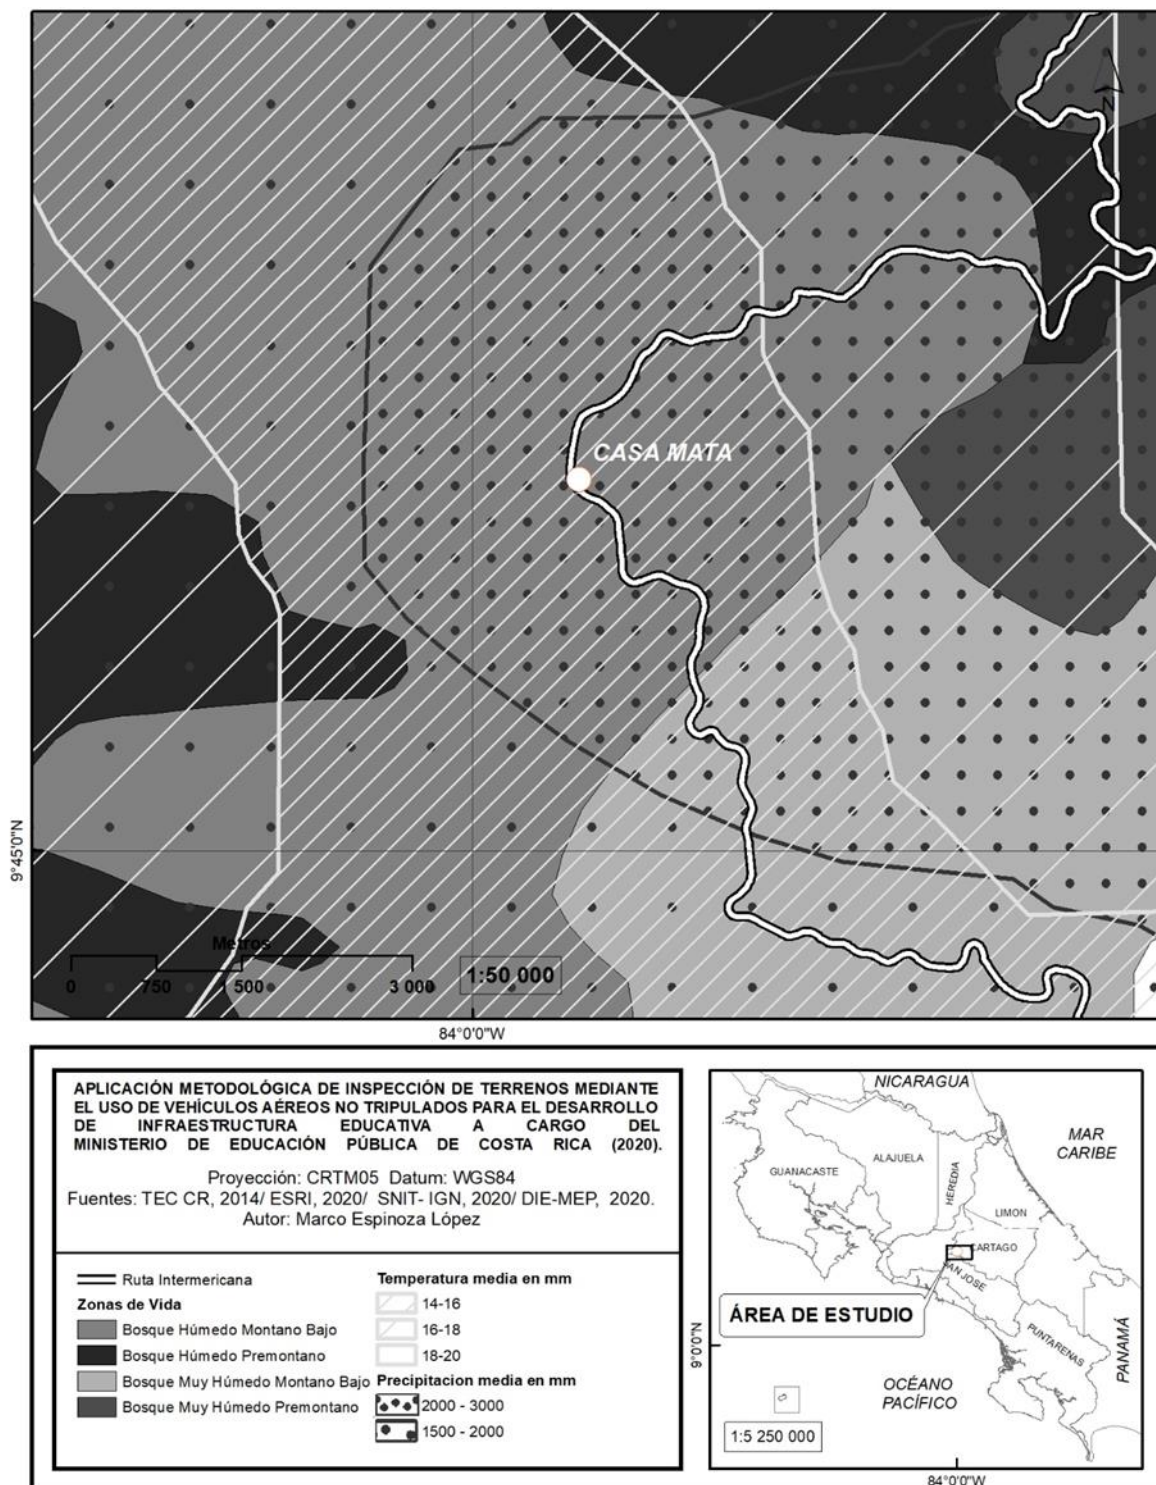 N
CASA MATA
9°45'0"N
Metros
0 750 1 500 3 000
1:50 000
84°0'0"W
APLICACIÓN METODOLÓGICA DE INSPECCIÓN DE TERRENOS MEDIANTE
EL USO DE VEHÍCULOS AÉREOS NO TRIPULADOS PARA EL DESARROLLO
DE INFRAESTRUCTURA EDUCATIVA A CARGO DEL
MINISTERIO DE EDUCACIÓN PÚBLICA DE COSTA RICA (2020).
Proyección: CRTM05 Datum: WGS84
Fuentes: TEC CR, 2014/ ESRI, 2020/ SNIT- IGN, 2020/ DIE-MEP, 2020.
Autor: Marco Espinoza López
Ruta Intermericana
Zonas de Vida
Bosque Húmedo Montano Bajo
Bosque Húmedo Premontano
Bosque Muy Húmedo Montano Bajo
Bosque Muy Húmedo Premontano
Temperatura media en mm
14-16
16-18
18-20
Precipitacion media en mm
2000 - 3000
1500 - 2000
NICARAGUA
MAR
CARIBE
ALAJUELA
GUANACASTE
HEREDIA
LIMON
CARTAGO
SAN JOSE
ÁREA DE ESTUDIO
PUNTARENAS
PANAMÁ
9°0'0"N
OCÉANO
PACÍFICO
1:5 250 000
84°0'0"W